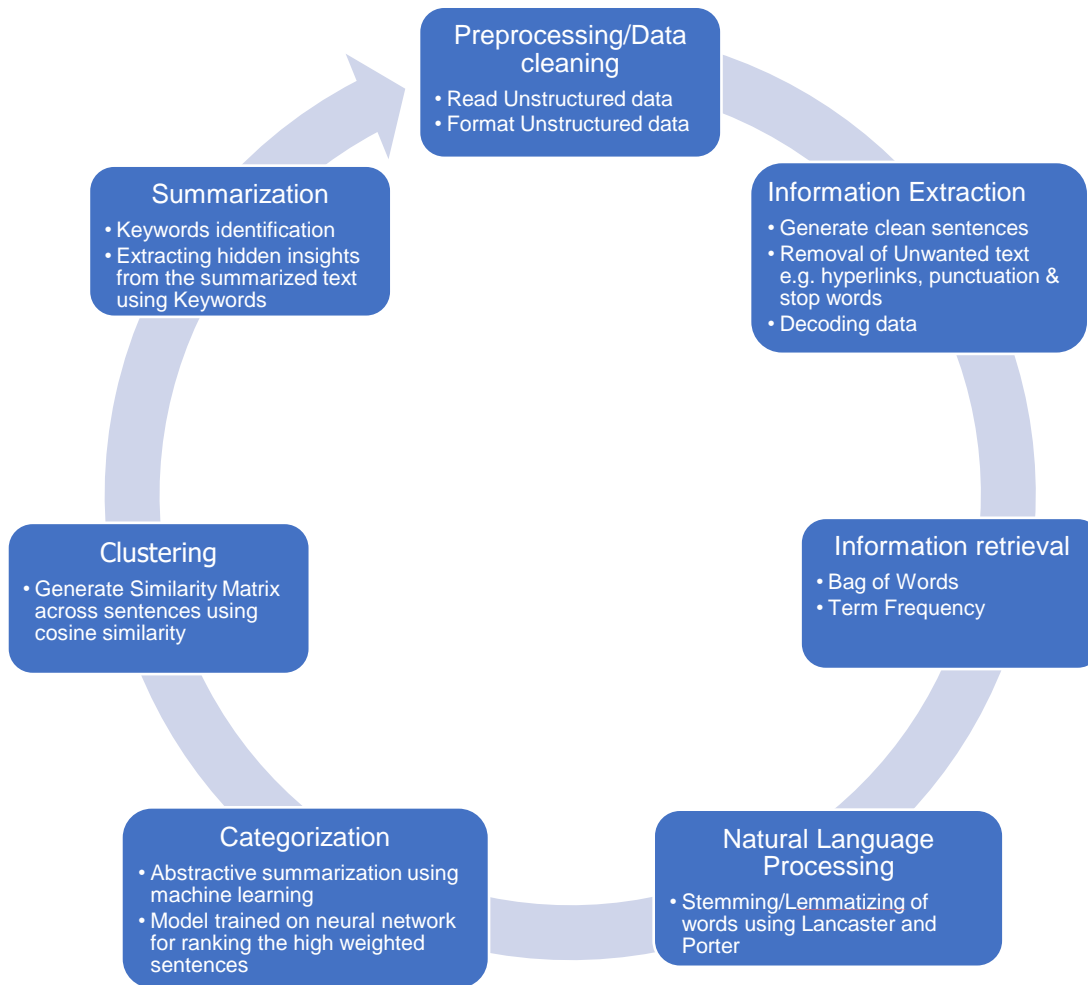 Preprocessing/Data
cleaning
• Read Unstructured data
• Format Unstructured data
Information Extraction
• Generate clean sentences
• Removal of Unwanted text
e.g. hyperlinks, punctuation &
stop words
• Decoding data
Information retrieval
• Bag of Words
• Term Frequency
Natural Language
Processing
• Stemming/Lemmatizing of
words using Lancaster and
Porter
Categorization
• Abstractive summarization using
machine learning
• Model trained on neural network
for ranking the high weighted
sentences
Clustering
• Generate Similarity Matrix
across sentences using
cosine similarity
Summarization
• Keywords identification
• Extracting hidden insights
from the summarized text
using Keywords